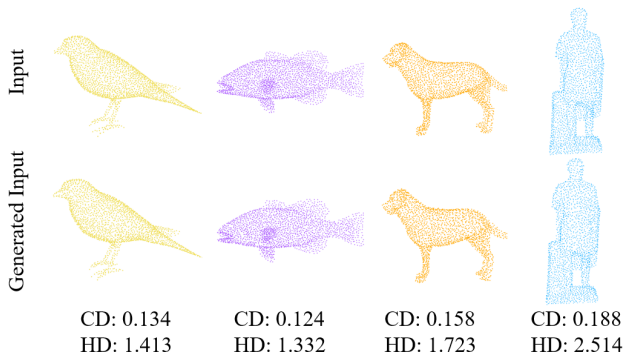 Input
Generated Input
CD: 0.134
CD: 0.124
CD: 0.158
CD: 0.188
HD: 1.413
HD: 1.332
HD: 1.723
HD: 2.514